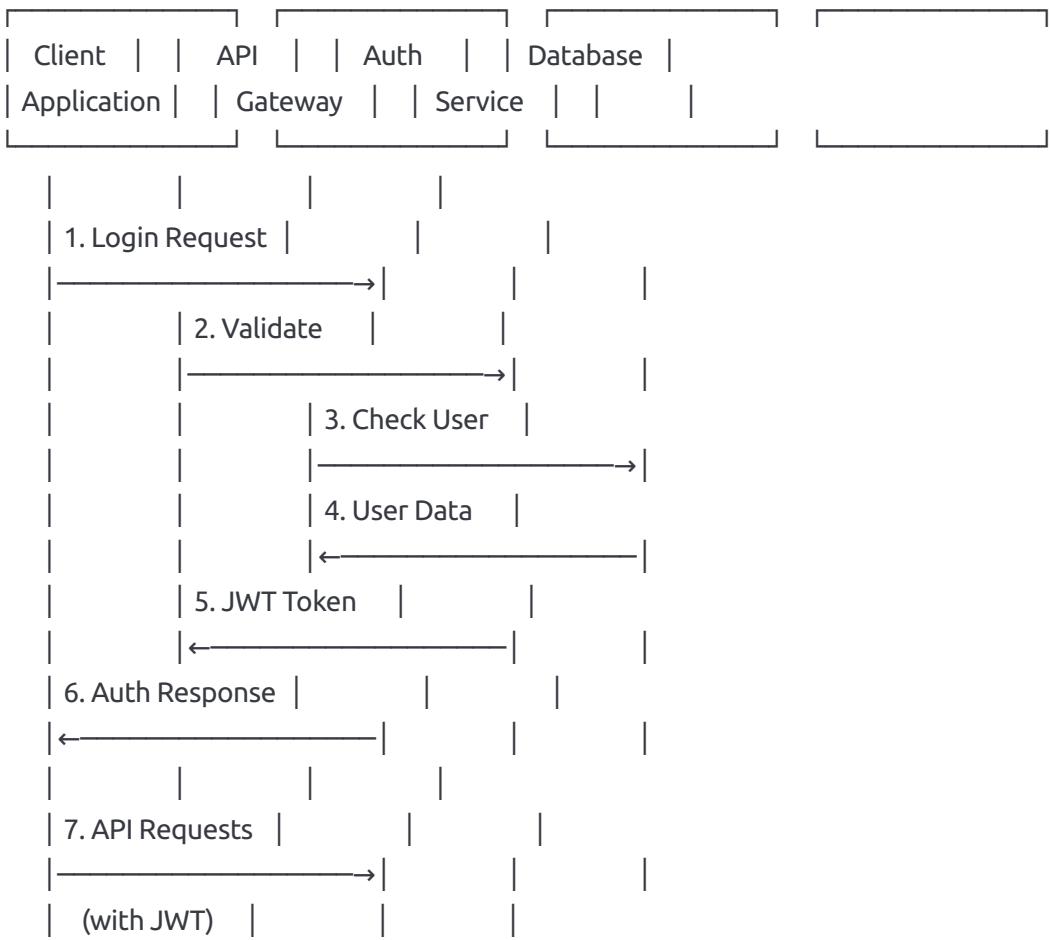 Client API Auth Database
Application Gateway Service
1. Login Request
2. Validate
3. Check User
4. User Data
5. JWT Token
6. Auth Response
7. API Requests
(with JWT)